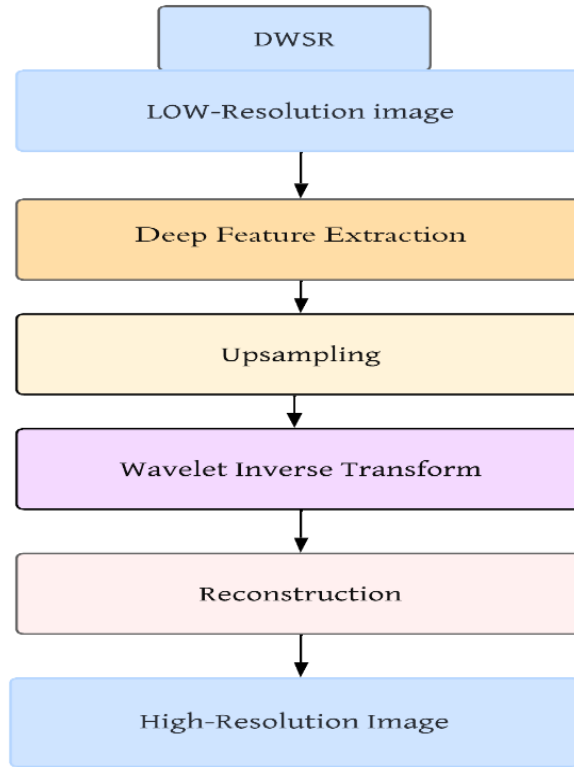 DWSR
LOW-Resolution image
Deep Feature Extraction
Upsampling
Wavelet Inverse Transform
Reconstruction
High-Resolution Image